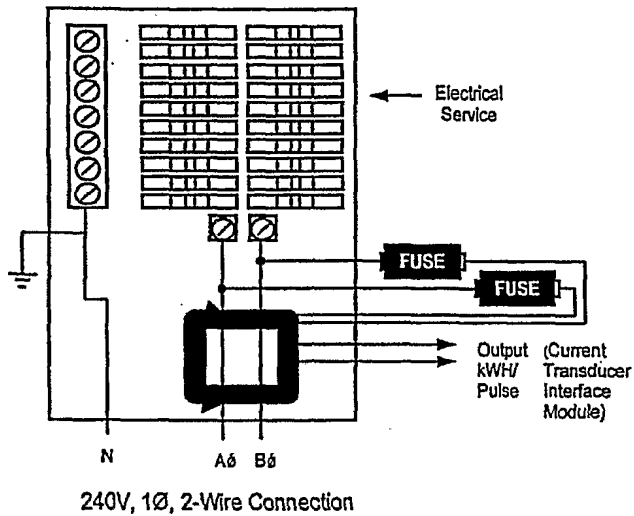 Electrical
Service
FUSE
FUSE
Output (Current
kWH/ Transducer
Pulse Interface
Module)
N Aø Bø
240V, 1Ø, 2-Wire Connection